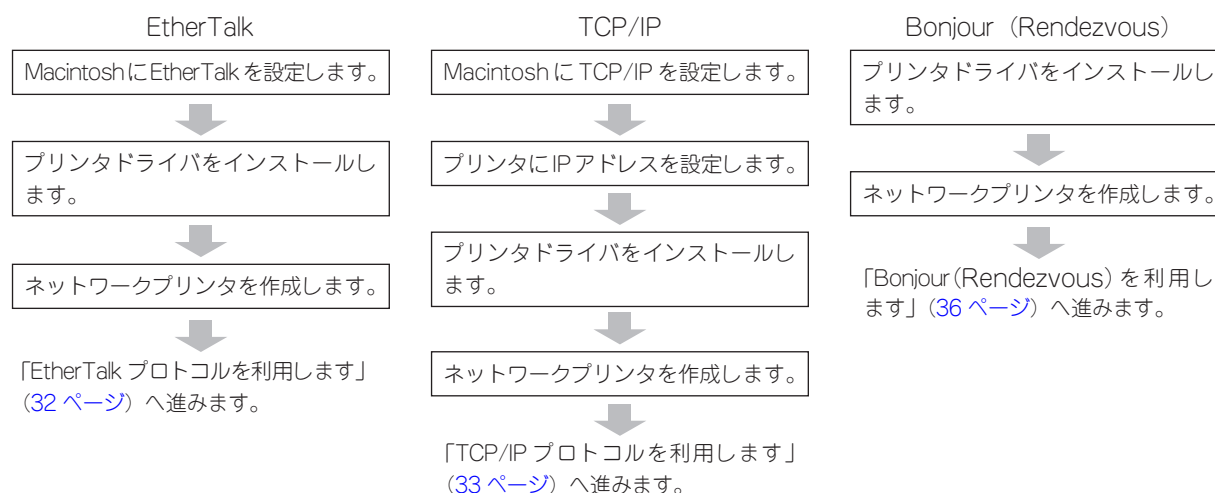 EtherTalk
MacintoshにEtherTalkを設定します。
プリンタドライバをインストールし
ます。
ネットワークプリンタを作成します。
「EtherTalk プロトコルを利用します」
（32 ページ）へ進みます。
TCP/IP
Macintosh に TCP/IP を設定します。
プリンタにIPアドレスを設定します。
プリンタドライバをインストールし
ます。
ネットワークプリンタを作成します。
「TCP/IP プロトコルを利用します」
（33 ページ）へ進みます。
Bonjour（Rendezvous）
プリンタドライバをインストールし
ます。
ネットワークプリンタを作成します。
「Bonjour（Rendezvous）を利用し
ます」（36 ページ）へ進みます。